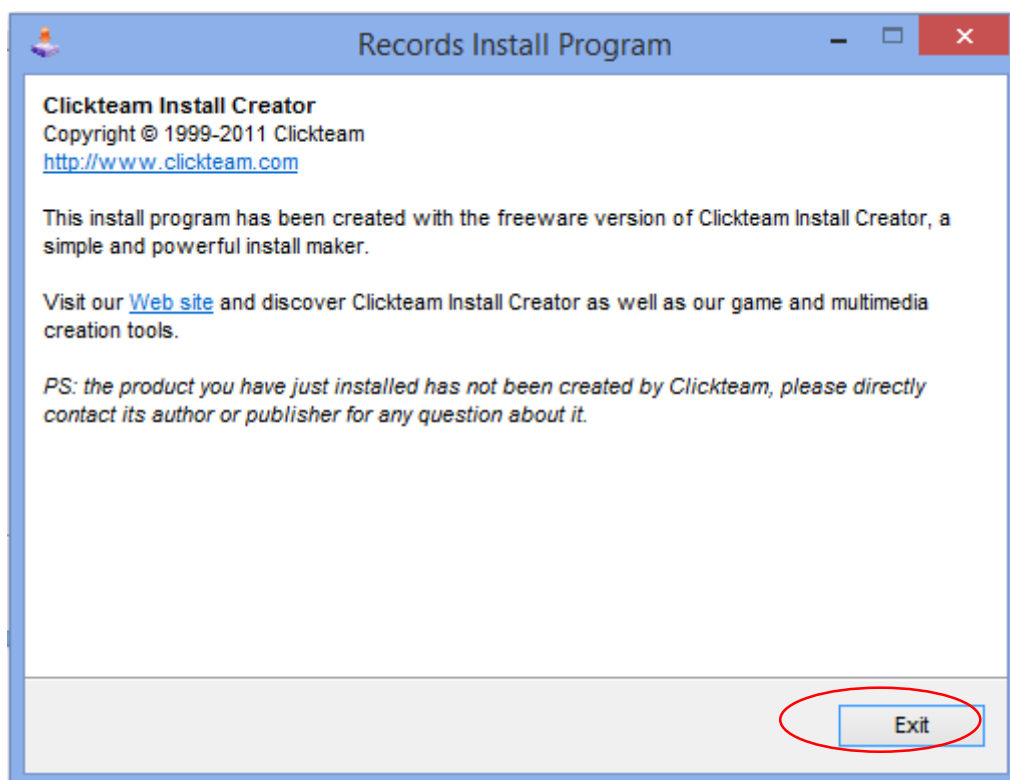 Records Install Program
Clickteam Install Creator
Copyright © 1999-2011 Clickteam
http://www.clickteam.com
This install program has been created with the freeware version of Clickteam Install Creator, a
simple and powerful install maker.
Visit our Web site and discover Clickteam Install Creator as well as our game and multimedia
creation tools.
PS: the product you have just installed has not been created by Clickteam, please directly
contact its author or publisher for any question about it.
Exit